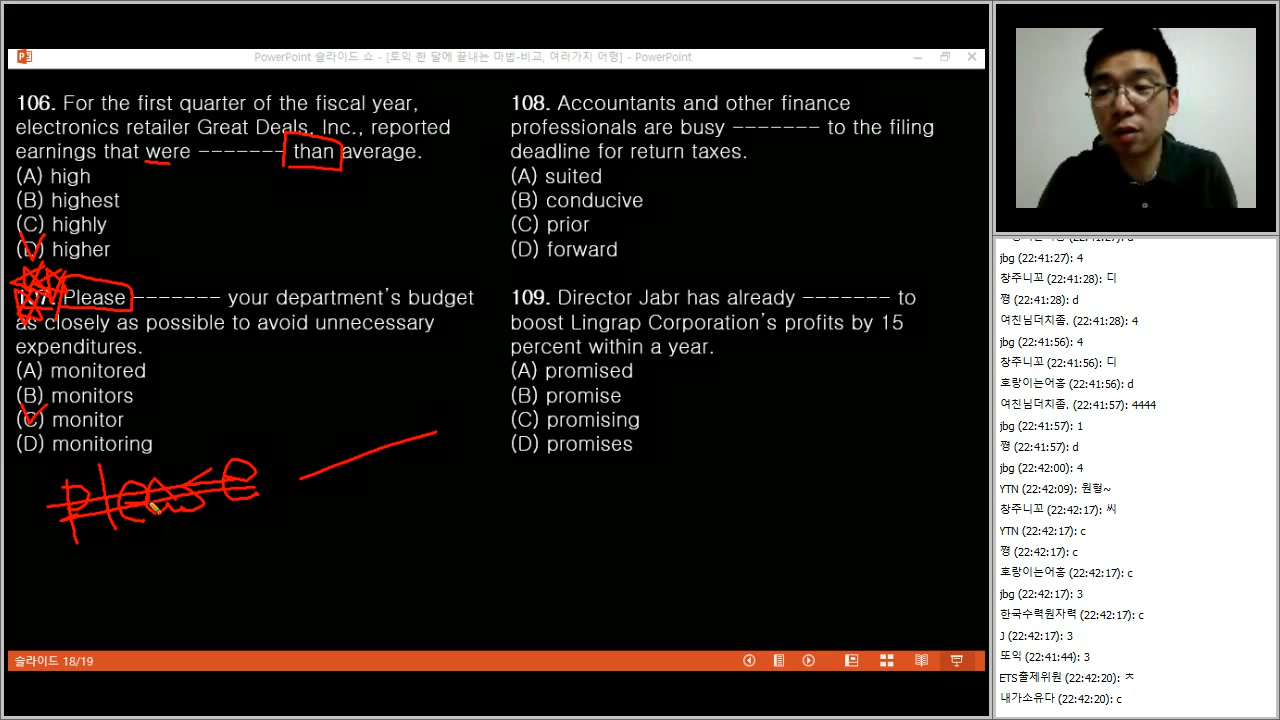 PowerPoint 슬라이드 쇼 - [토익 한 달에 끝내는 마법-비교, 여러가지 어형] - PowerPoint
106. For the first quarter of the fiscal year,
electronics retailer Great Deals, Inc., reported
earnings that were ------- than average.
(A) high
(B) highest
(C) highly
(D) higher
107. Please ------- your department's budget
as closely as possible to avoid unnecessary
expenditures.
(A) monitored
(B) monitors
(C) monitor
(D) monitoring
please
108. Accountants and other finance
professionals are busy ------- to the filing
deadline for return taxes.
(A) suited
(B) conducive
(C) prior
(D) forward
109. Director Jabr has already ------- to
boost Lingrap Corporation's profits by 15
percent within a year.
(A) promised
(B) promise
(C) promising
(D) promises
슬라이드 18/19
jbg (22:41:27): 4
창주니꼬 (22:41:28): 디
쪙 (22:41:28): d
여친님더치좀. (22:41:28): 4
jbg (22:41:56): 4
창주니꼬 (22:41:56): 디
호랑이는어흥 (22:41:56): d
여친님더치좀. (22:41:57): 4444
jbg (22:41:57): 1
쪙 (22:41:57): d
jbg (22:42:00): 4
YTN (22:42:09): 원형~
창주니꼬 (22:42:17): 씨
YTN (22:42:17): c
쪙 (22:42:17): c
호랑이는어흥 (22:42:17): c
jbg (22:42:17): 3
한국수력원자력 (22:42:17): c
J (22:42:17): 3
또익 (22:41:44): 3
ETS출제위원 (22:42:20): ㅊ
내가소유다 (22:42:20): c